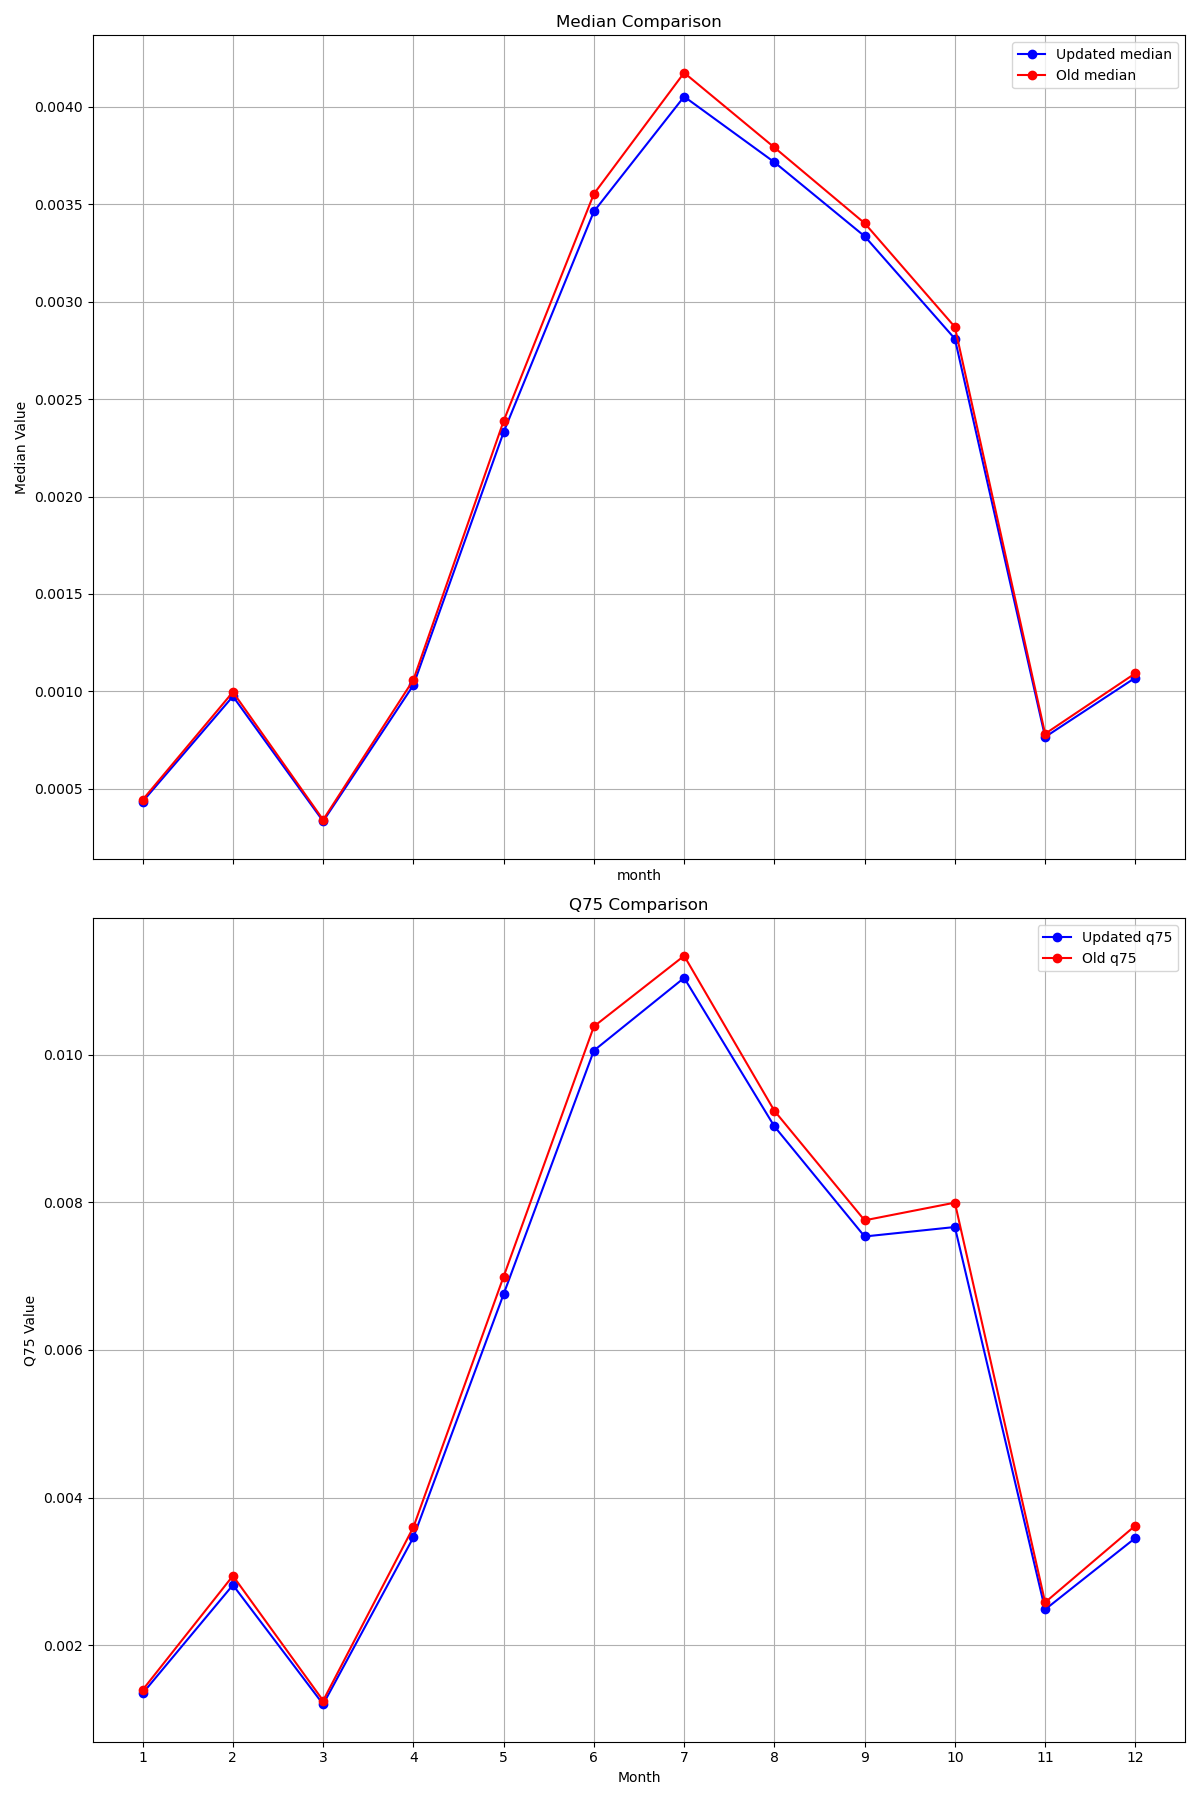 Median Comparison
Updated median
Old median
0.0040
0.0035
0.0030
0.0025
0.0020
0.0015
0.0010
0.0005
Median Value
month
Q75 Comparison
Updated q75
Old q75
0.010
0.008
0.006
0.004
0.002
Q75 Value
1 2 3 4 5 6 7 8 9 10 11 12
Month